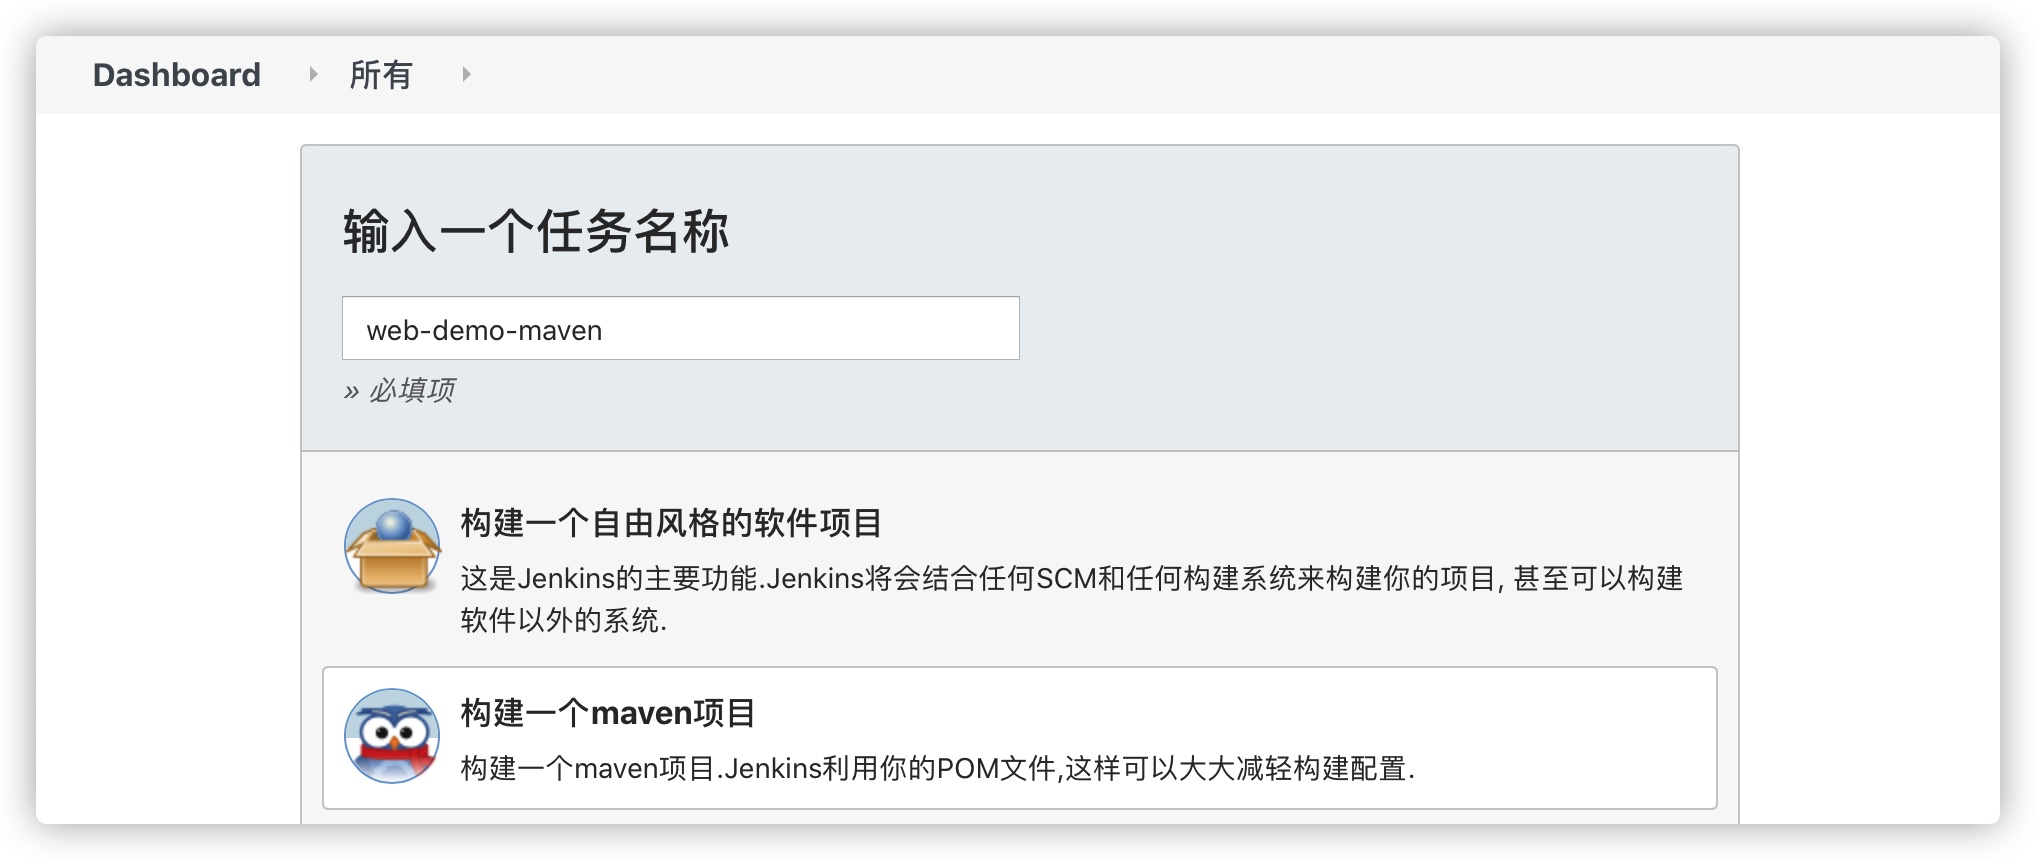 Dashboard 所有
输入一个任务名称
web-demo-maven
» 必填项
构建一个自由风格的软件项目
这是Jenkins的主要功能.Jenkins将会结合任何SCM和任何构建系统来构建你的项目, 甚至可以构建
软件以外的系统.
构建一个maven项目
构建一个maven项目.Jenkins利用你的POM文件,这样可以大大减轻构建配置.